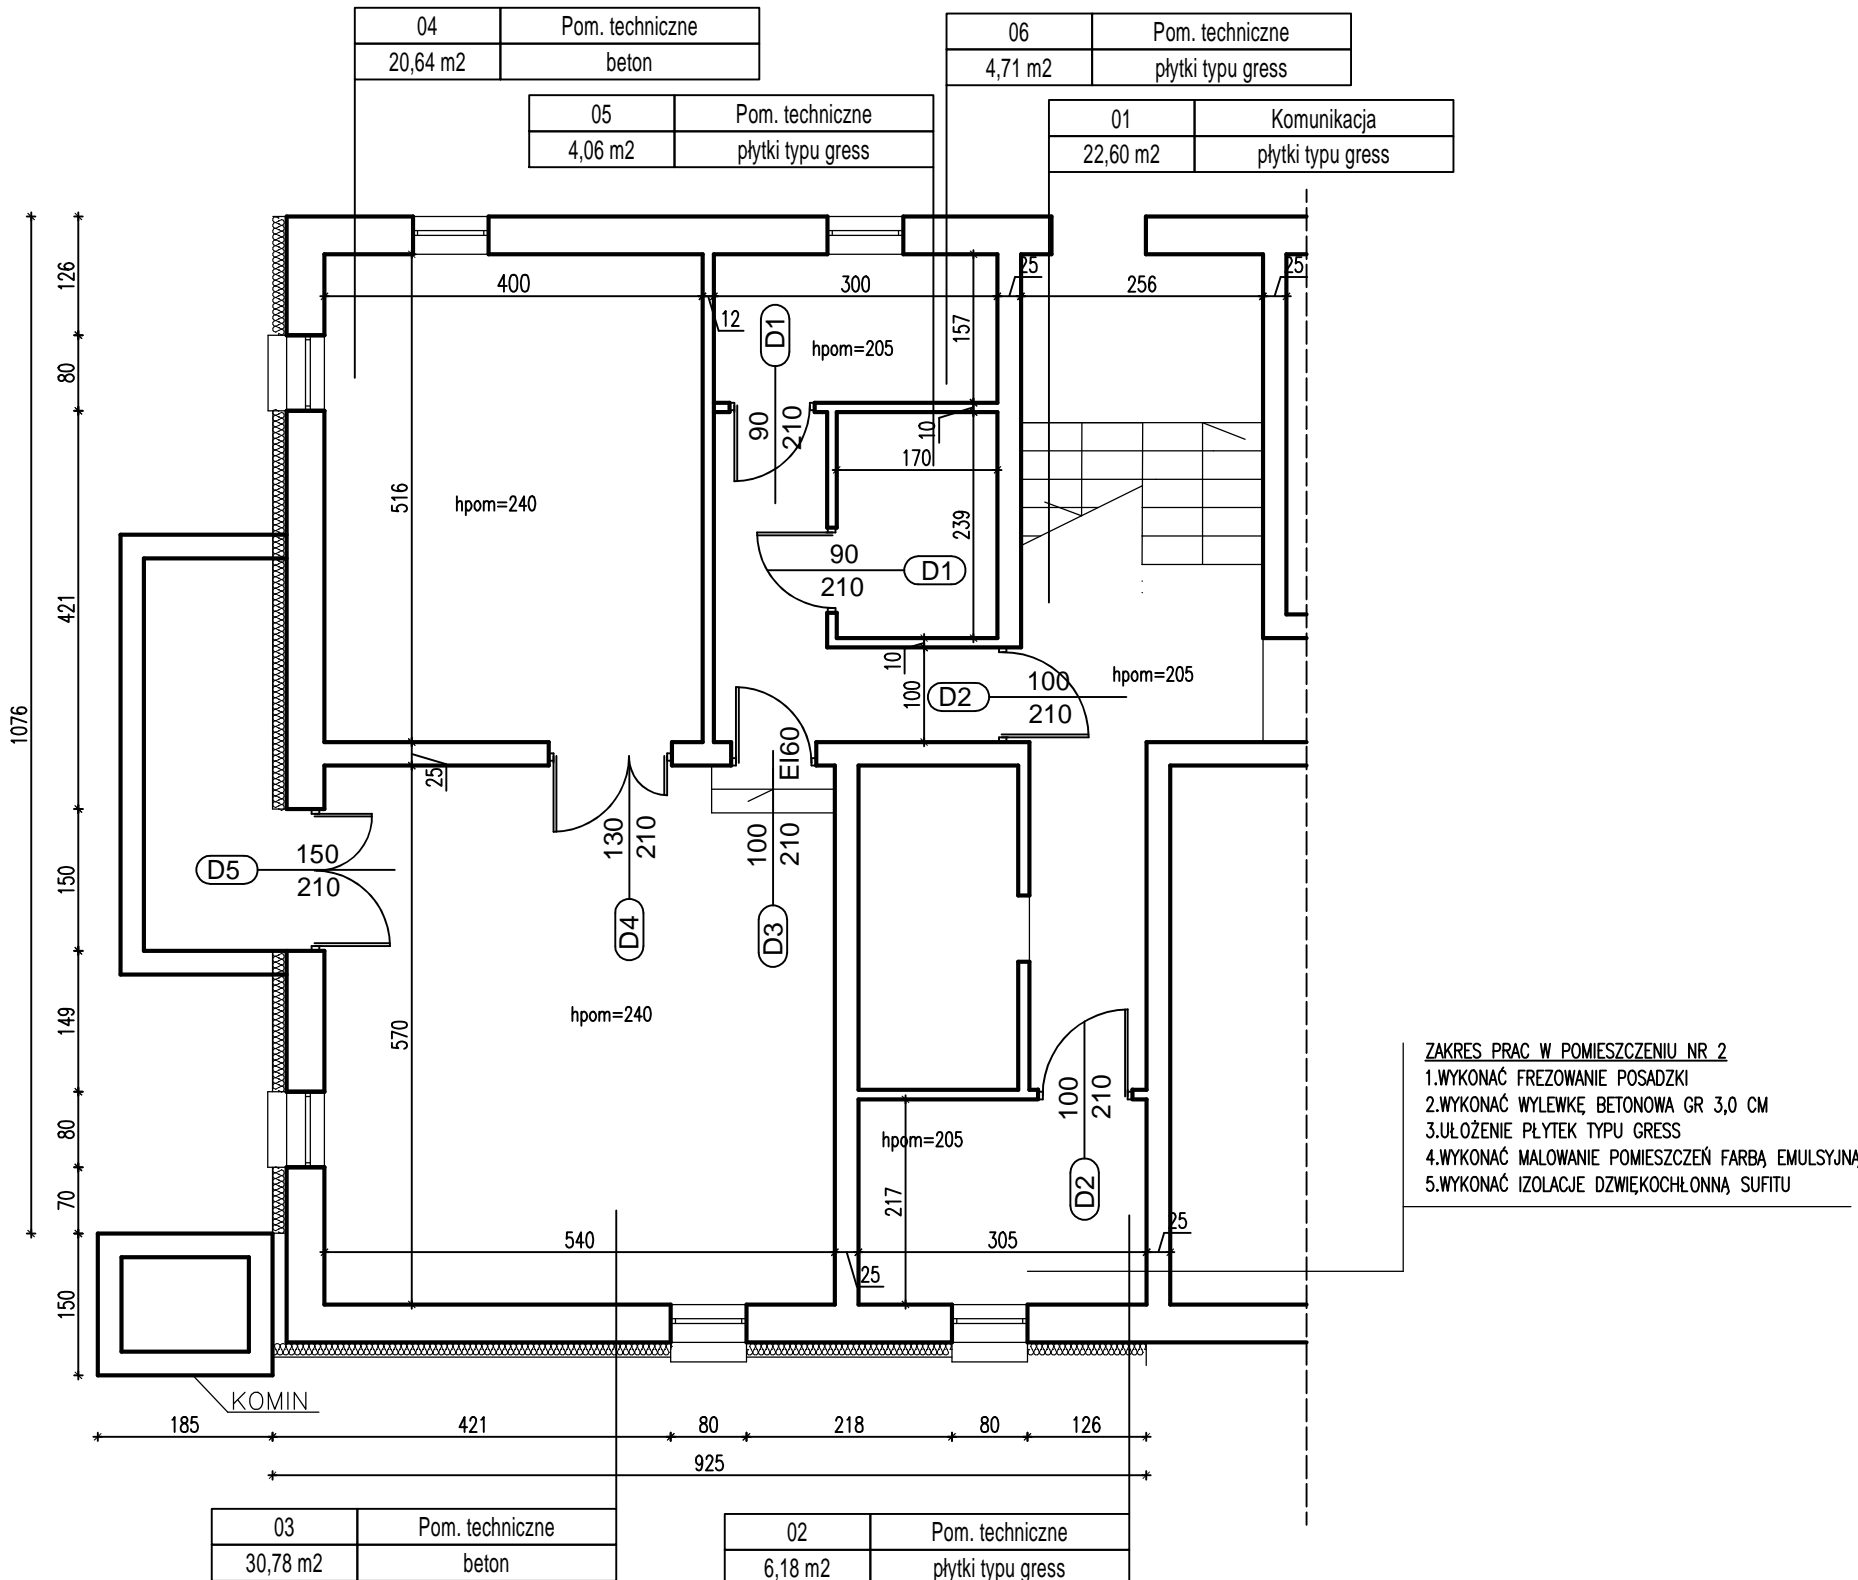 04 Pom. techniczne
20,64 m2 beton
06 Pom. techniczne
4,71 m2 płytki typu gress
05 Pom. techniczne
4,06 m2 płytki typu gress
01 Komunikacja
22,60 m2 płytki typu gress
400
12
300
25
256
25
126
80
421
150
149
80
70
150
1076
D1
90
210
hpom=205
157
10
170
516
hpom=240
239
90
210
D1
10
100
D2
100
210
hpom=205
25
EI60
130
210
D4
100
210
D3
D5
150
210
hpom=240
570
100
210
D2
hpom=205
217
540
25
305
25
ZAKRES PRAC W POMIESZCZENIU NR 2
1.WYKONAĆ FREZOWANIE POSADZKI
2.WYKONAĆ WYLEWKĘ BETONOWA GR 3,0 CM
3.UŁOŻENIE PŁYTEK TYPU GRESS
4.WYKONAĆ MALOWANIE POMIESZCZEŃ FARBĄ EMULSYJNĄ
5.WYKONAĆ IZOLACJE DZWIĘKOCHŁONNĄ SUFITU
KOMIN
185
421
80
218
80
126
925
03 Pom. techniczne
30,78 m2 beton
02 Pom. techniczne
6,18 m2 płytki typu gress